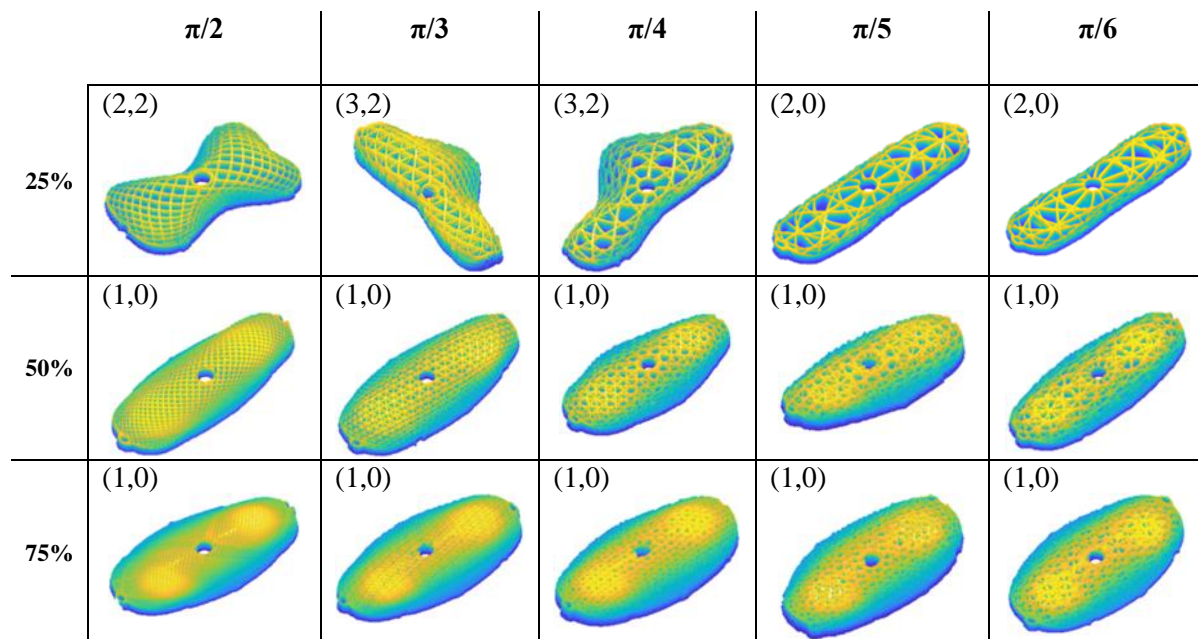 π/2 π/3 π/4 π/5 π/6
(2,2) (3,2) (3,2) (2,0) (2,0)
25%
(1,0) (1,0) (1,0) (1,0) (1,0)
50%
(1,0) (1,0) (1,0) (1,0) (1,0)
75%